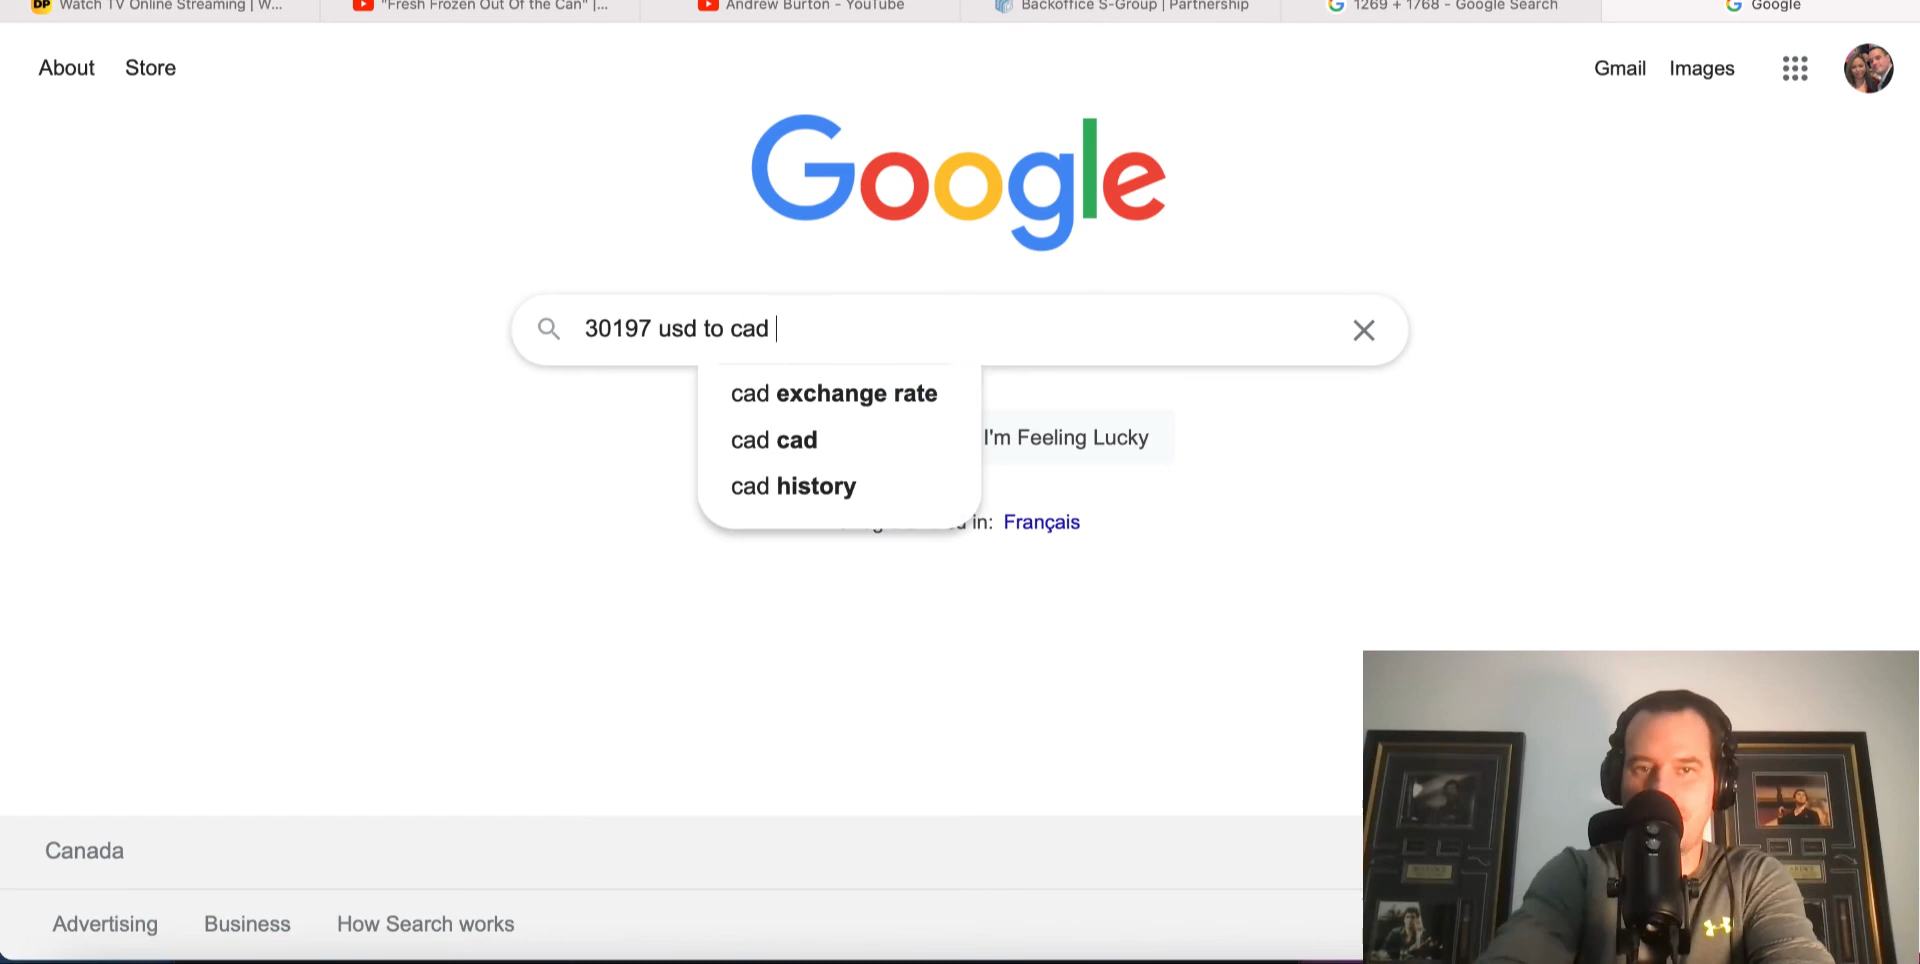 DP Watch TV Online Streaming | W...
"Fresh Frozen Out Of the Can" |...
Andrew Burton - YouTube
Backoffice S-Group | Partnership
1269 + 1768 - Google Search
Google
About Store
Gmail Images
Google
30197 usd to cad
cad exchange rate
cad cad
cad history
I'm Feeling Lucky
in: Français
Canada
Advertising Business How Search works